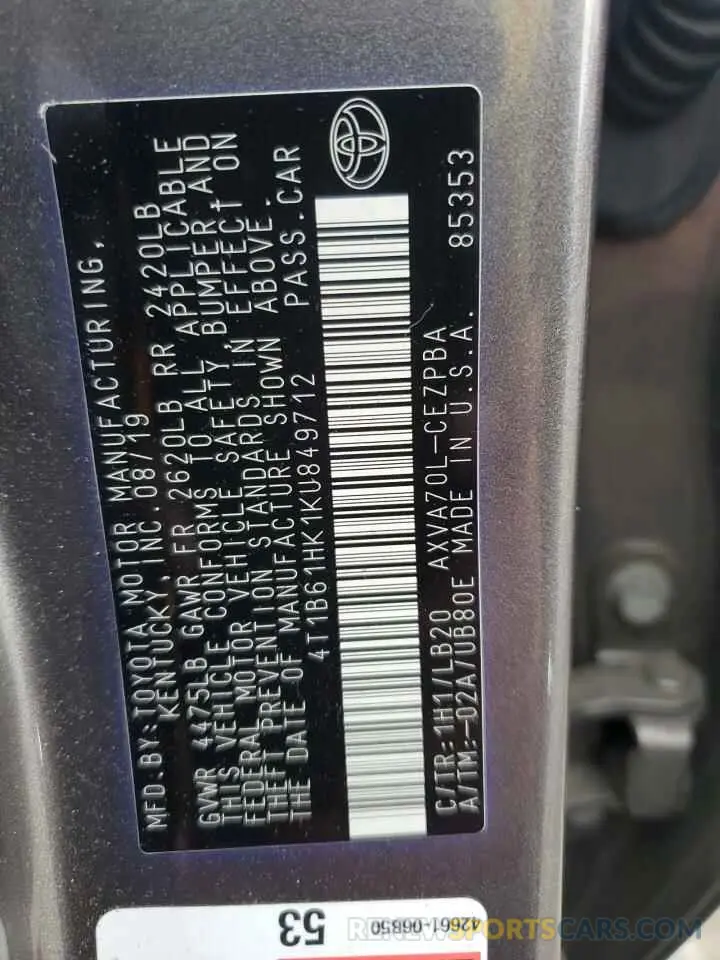 MFD.BY:TOYOTA MOTOR MANUFACTURING,
KENTUCKY, INC.08/19
GVWR 4475LB GAWR FR 2620LB RR 2420LB
THIS VEHICLE CONFORMS TO ALL APPLICABLE
FEDERAL MOTOR VEHICLE SAFETY, BUMPER AND
THEFT PREVENTION STANDARDS IN EFFECT ON
THE DATE OF MANUFACTURE SHOWN ABOVE.
4T1B61HK1KU849712 PASS.CAR
C/TR:1H1/LB20 AXVA70L-CEZPBA
A/TM:-02A/UB80E MADE IN U.S.A. 85353
53
42661-06850
RENEWSPORTCARS.COM